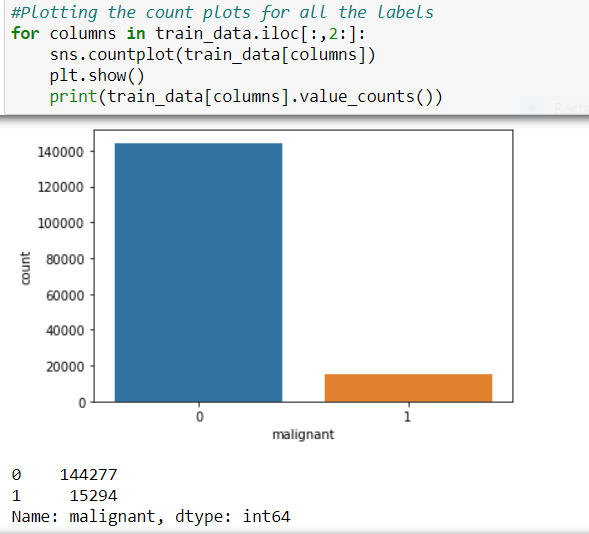 #Plotting the count plots for all the labels
for columns in train_data.iloc[:,2:]:
    sns.countplot(train_data[columns])
    plt.show()
    print(train_data[columns].value_counts())
140000
120000
100000
80000
60000
40000
20000
0
count
0 1
malignant
0    144277
1     15294
Name: malignant, dtype: int64